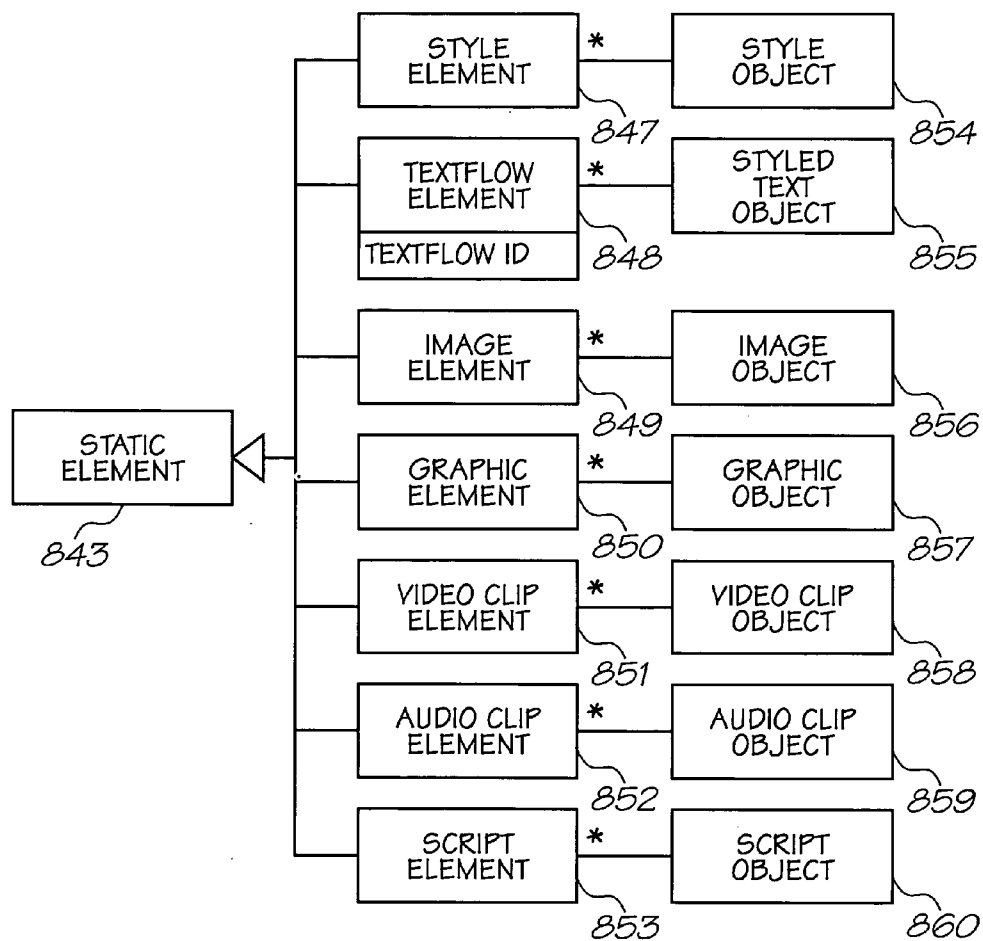 STYLE
ELEMENT
*
STYLE
OBJECT
847
854
TEXTFLOW
ELEMENT
*
STYLED
TEXT
OBJECT
TEXTFLOW ID
848
855
IMAGE
ELEMENT
*
IMAGE
OBJECT
849
856
STATIC
ELEMENT
843
GRAPHIC
ELEMENT
*
GRAPHIC
OBJECT
850
857
VIDEO CLIP
ELEMENT
*
VIDEO CLIP
OBJECT
851
858
AUDIO CLIP
ELEMENT
*
AUDIO CLIP
OBJECT
852
859
SCRIPT
ELEMENT
*
SCRIPT
OBJECT
853
860